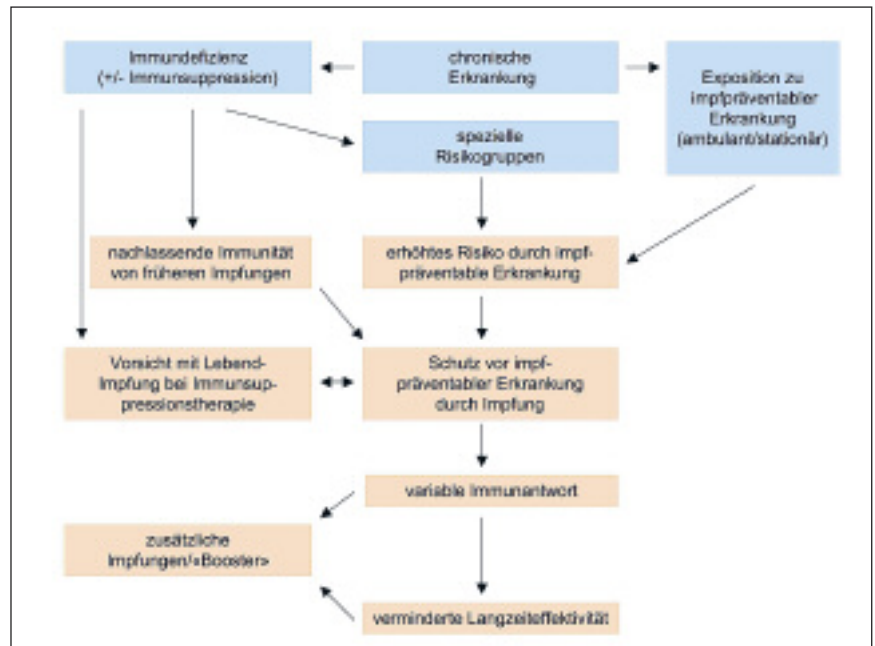 Immundefizienz
(+/- Immunsuppression)
chronische
Erkrankung
Exposition zu
impfpräventabler
Erkrankung
(ambulant/stationär)
spezielle
Risikogruppen
nachlassende Immunität
von früheren Impfungen
erhöhtes Risiko durch impf-
präventable Erkrankung
Vorsicht mit Lebend-
Impfung bei Immunsup-
pressionstherapie
Schutz vor impf-
präventabler Erkrankung
durch Impfung
variable Immunantwort
zusätzliche
Impfungen/«Booster»
verminderte Langzeiteffektivität